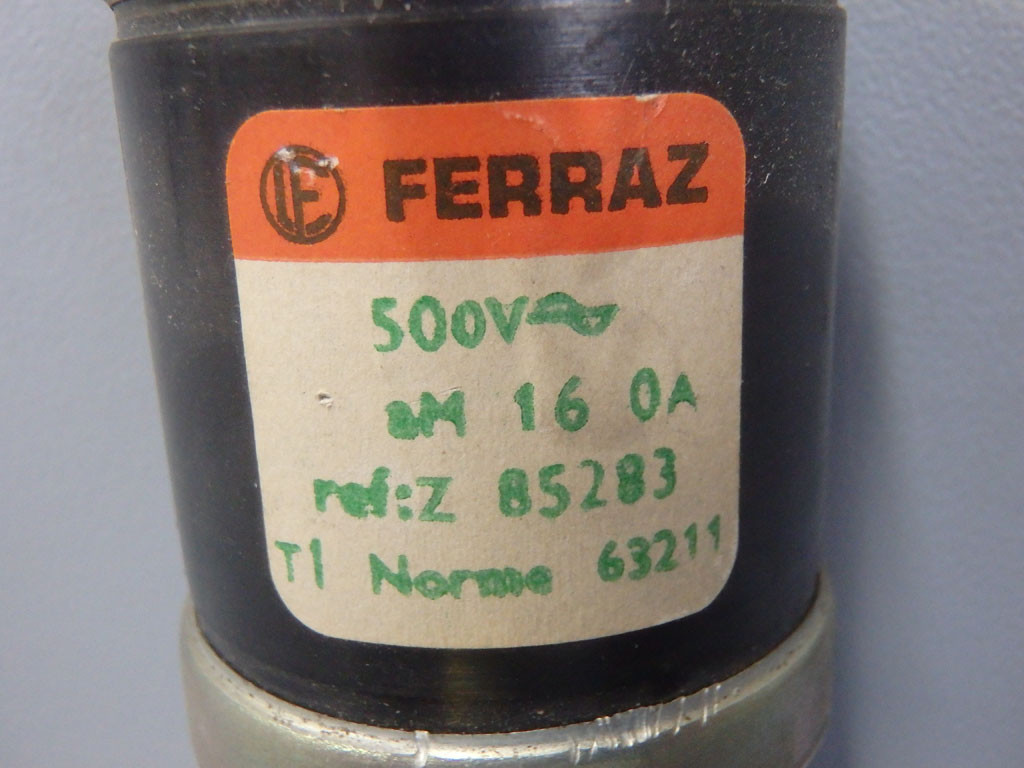 FERRAZ
500V~
aM 16 0A
ref:Z 85283
T1 Norme 63211